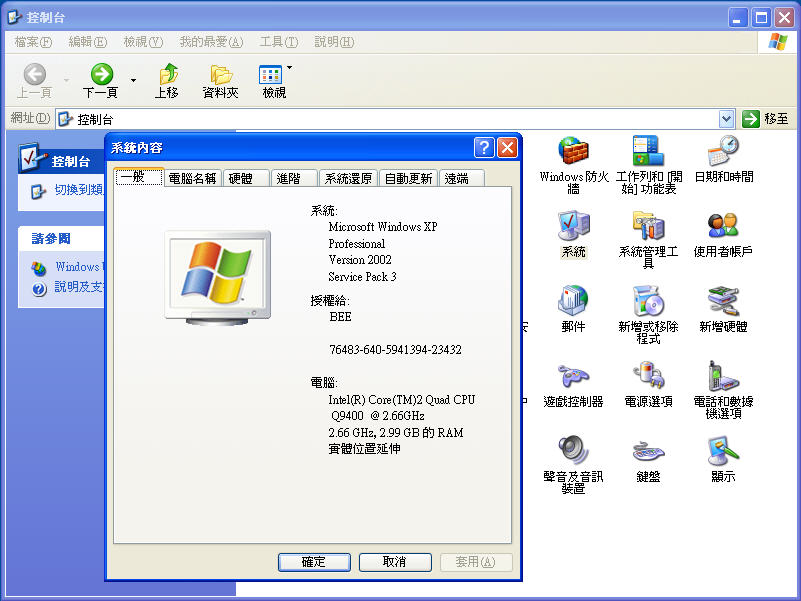 控制台
檔案(F) 編輯(E) 檢視(V) 我的最愛(A) 工具(T) 說明(H)
上一頁 下一頁 上移 資料夾 檢視
網址(D) 控制台 移至
控制台
切換到類
請參閱
Windows
說明及支
系統內容
一般 電腦名稱 硬體 進階 系統還原 自動更新 遠端
系統:
Microsoft Windows XP
Professional
Version 2002
Service Pack 3
授權給:
BEE
76483-640-5941394-23432
電腦:
Intel(R) Core(TM)2 Quad CPU
Q9400 @ 2.66GHz
2.66 GHz, 2.99 GB 的 RAM
實體位置延伸
確定 取消 套用(A)
Windows 防火
牆
工作列和 [開
始] 功能表
日期和時間
系統
系統管理工
具
使用者帳戶
郵件
新增或移除
程式
新增硬體
遊戲控制器
電源選項
電話和數據
機選項
聲音及音訊
裝置
鍵盤
顯示